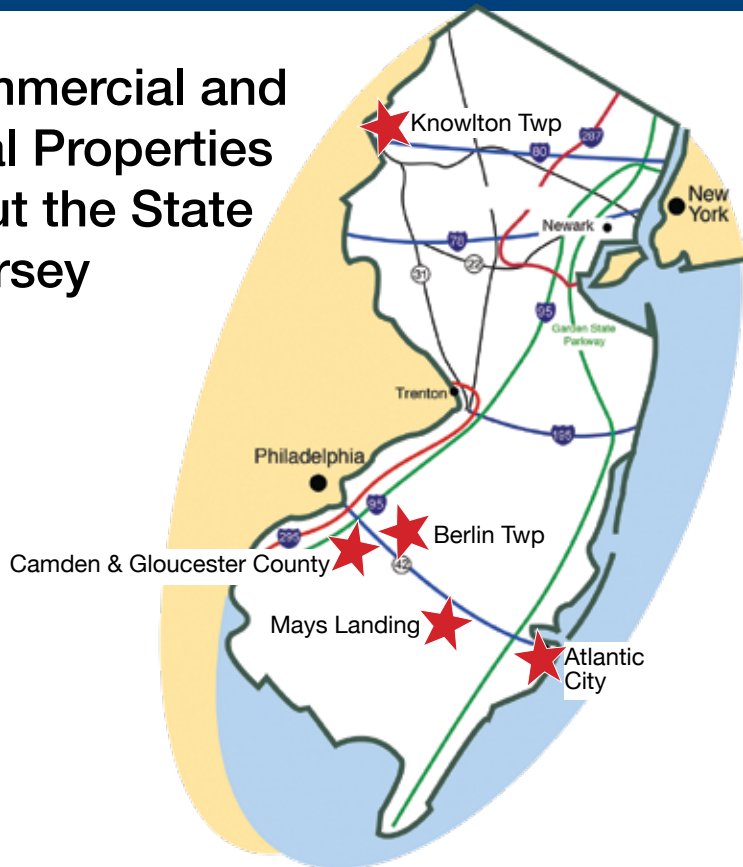 mmercial and
al Properties
ut the State
rsey
Knowlton Twp
287
80
New
York
Newark
78
22
31
95
Garden State
Parkway
Trenton
195
Philadelphia
95
295
Berlin Twp
Camden & Gloucester County
42
Mays Landing
Atlantic
City